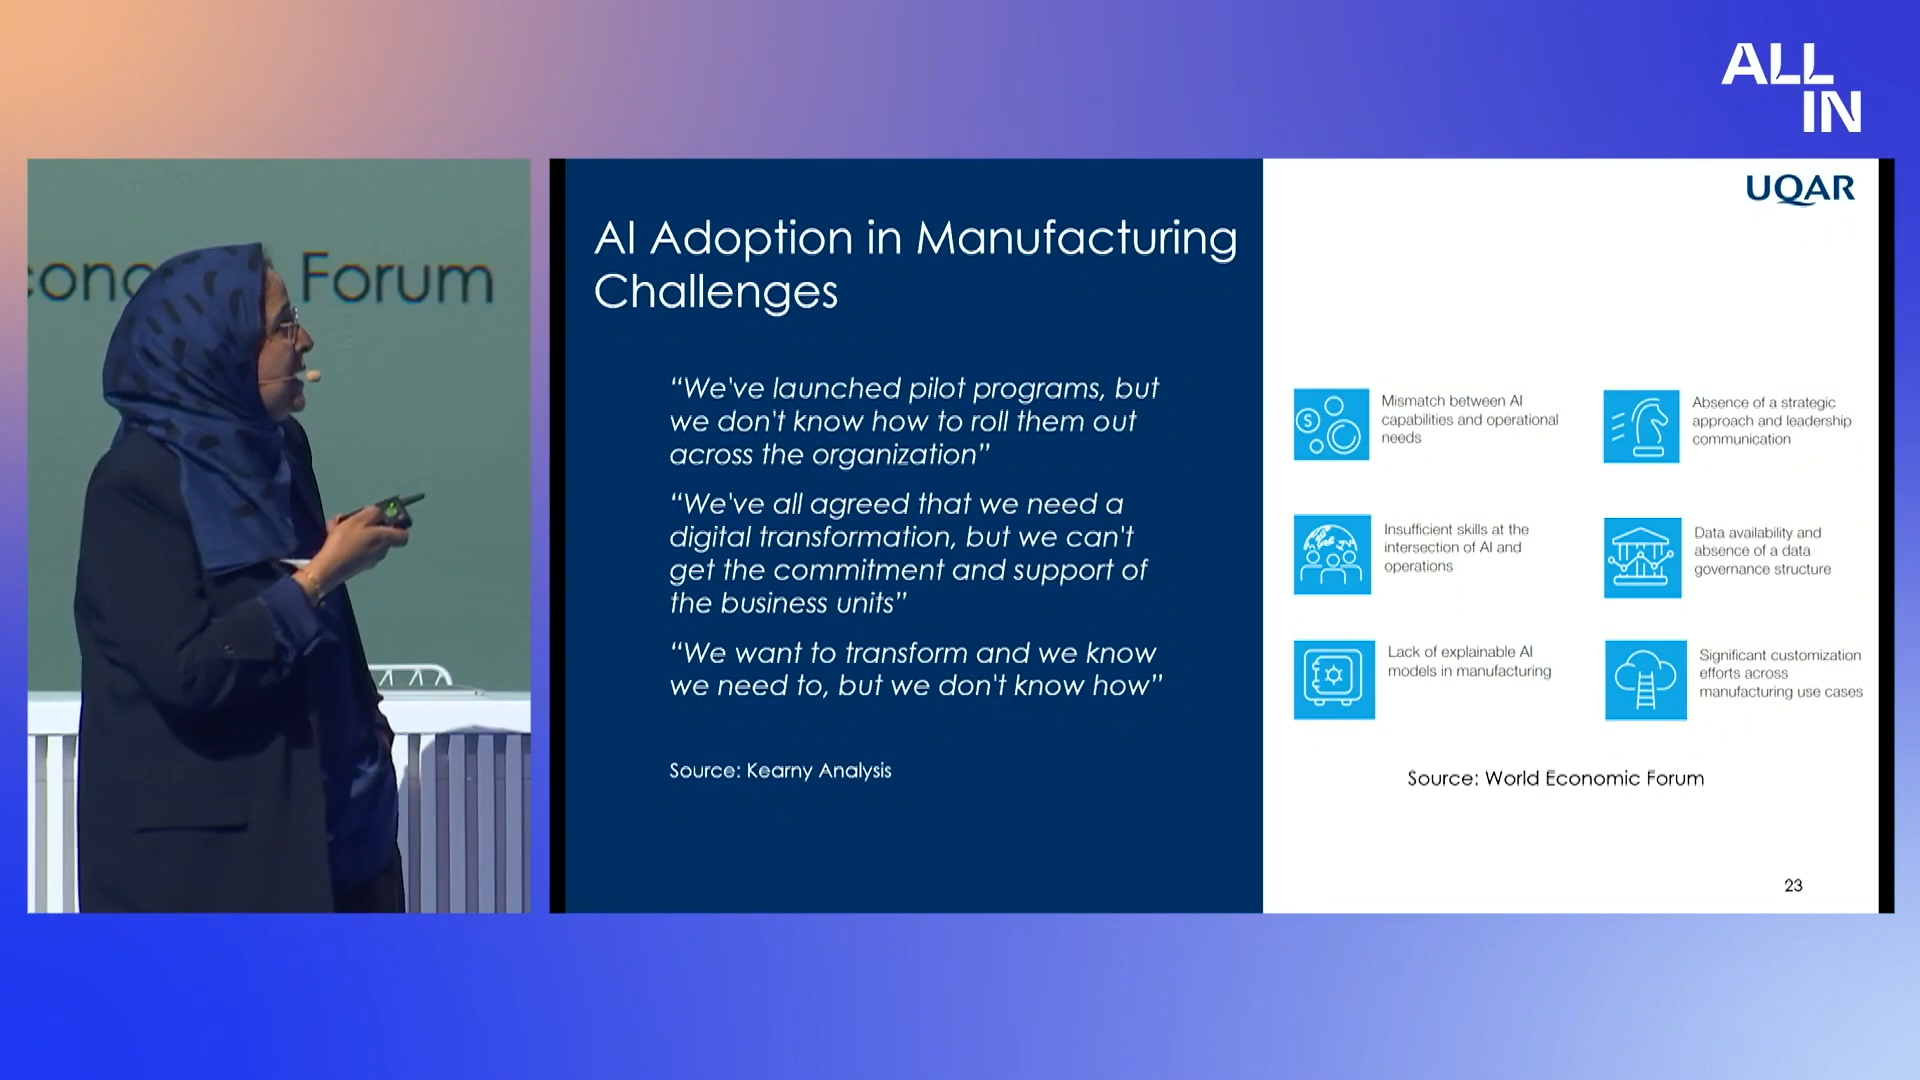 ALL
IN
Forum
UQAR
AI Adoption in Manufacturing
Challenges
“We've launched pilot programs, but
we don't know how to roll them out
across the organization”
“We've all agreed that we need a
digital transformation, but we can't
get the commitment and support of
the business units”
“We want to transform and we know
we need to, but we don't know how”
Source: Kearny Analysis
Mismatch between AI
capabilities and operational
needs
Absence of a strategic
approach and leadership
communication
Insufficient skills at the
intersection of AI and
operations
Data availability and
absence of a data
governance structure
Lack of explainable AI
models in manufacturing
Significant customization
efforts across
manufacturing use cases
Source: World Economic Forum
23